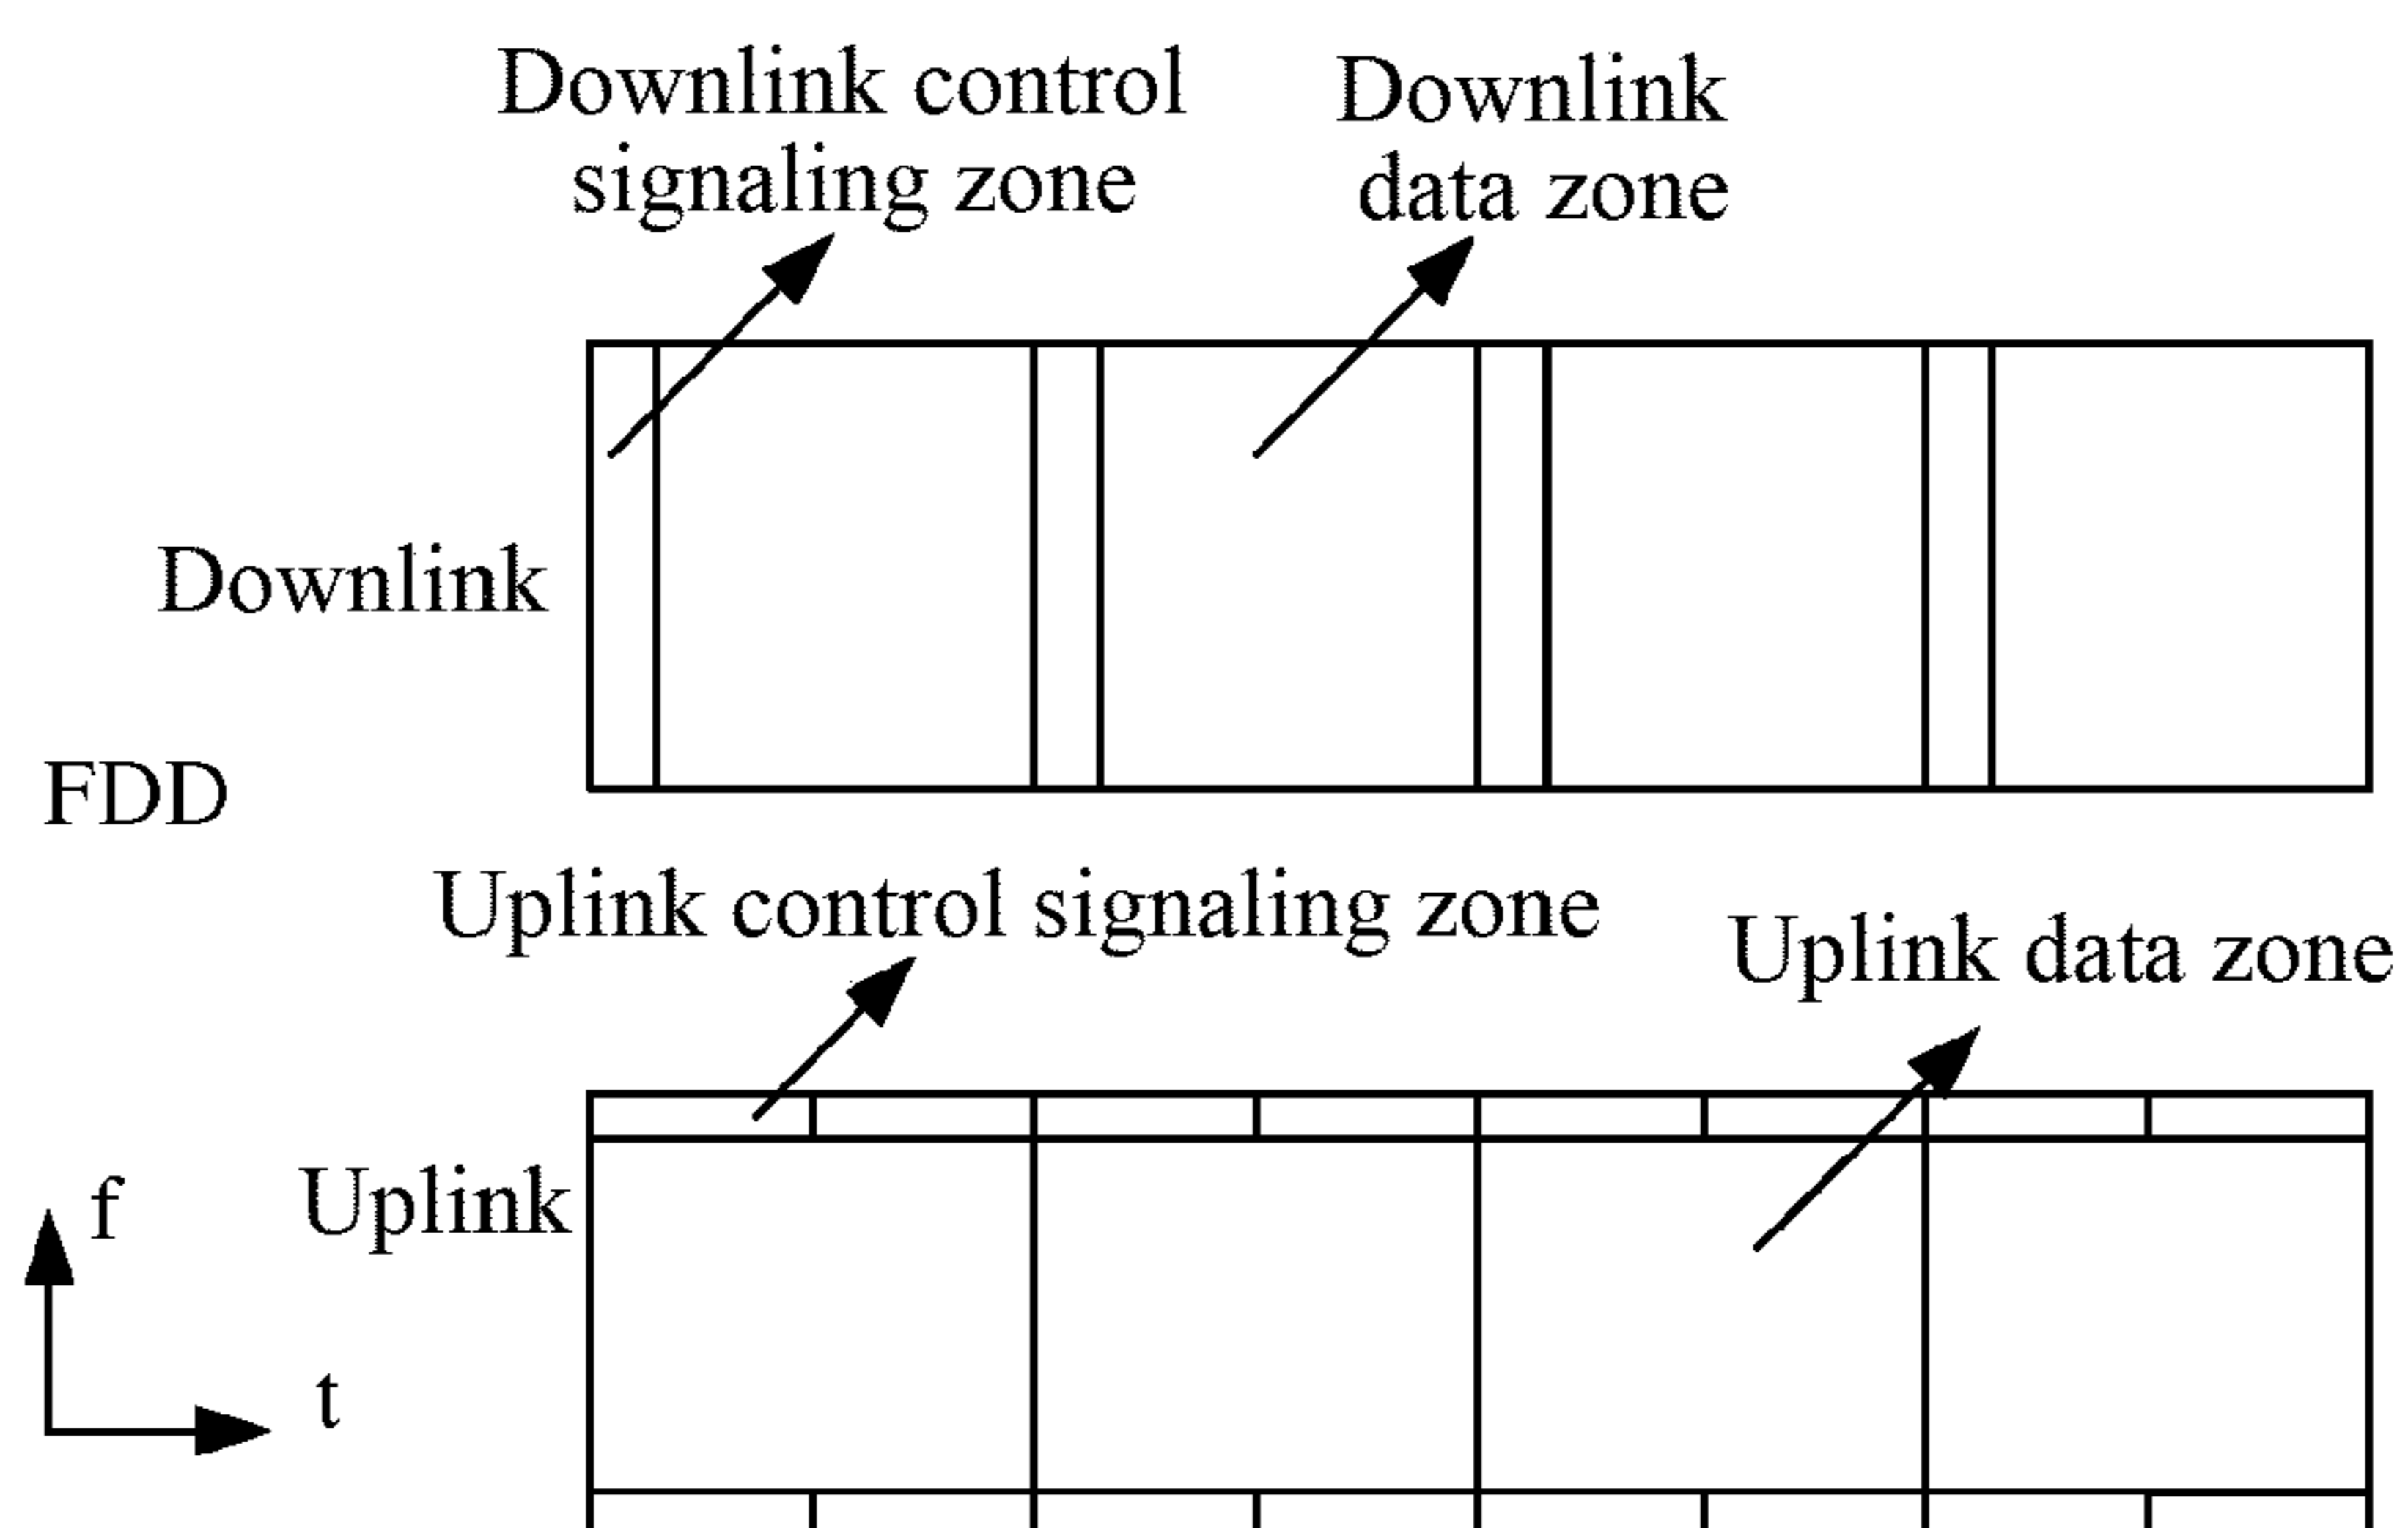 Downlink control
signaling zone
Downlink
data zone
Downlink
FDD
Uplink control signaling zone
Uplink data zone
Uplink
f
t